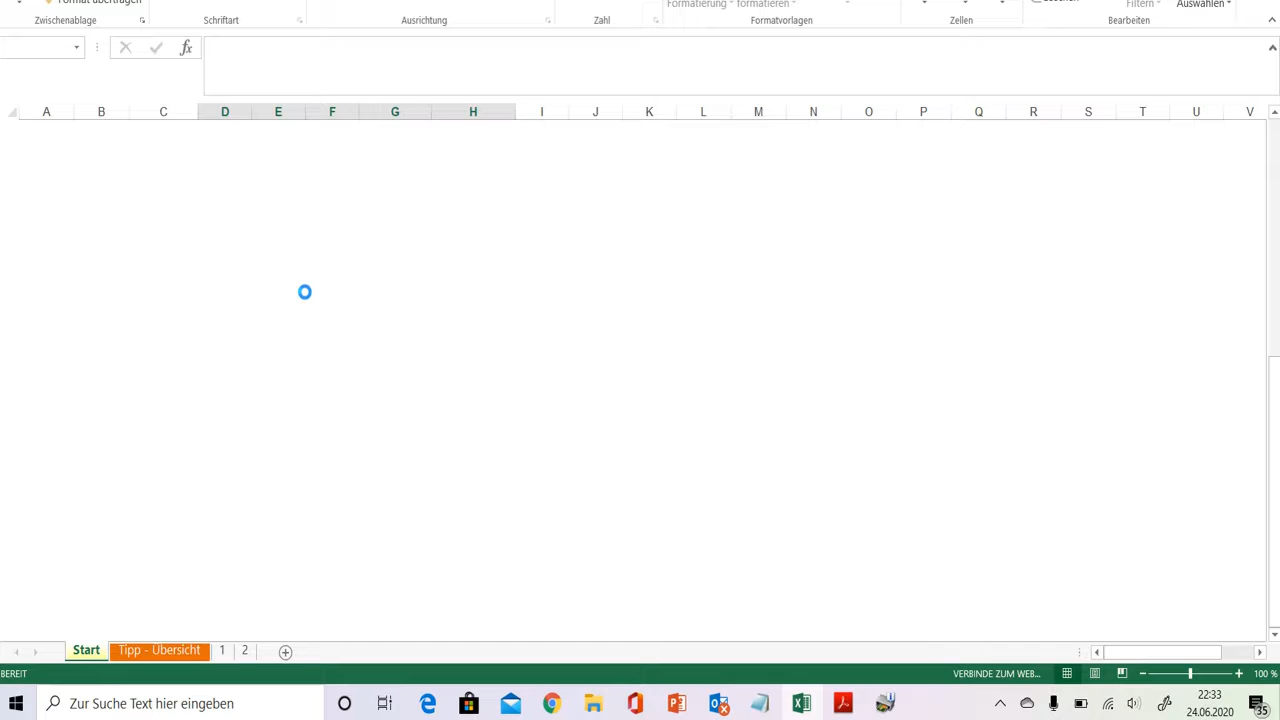 Format übertragen
Formatierung formatieren
Löschen
Filtern Auswählen
Zwischenablage Schriftart Ausrichtung Zahl Formatvorlagen Zellen Bearbeiten
fx
A B C D E F G H I J K L M N O P Q R S T U V
Start Tipp - Übersicht 1 2
BEREIT VERBINDE ZUM WEB... 100 %
Zur Suche Text hier eingeben
22:33
24.06.2020
35